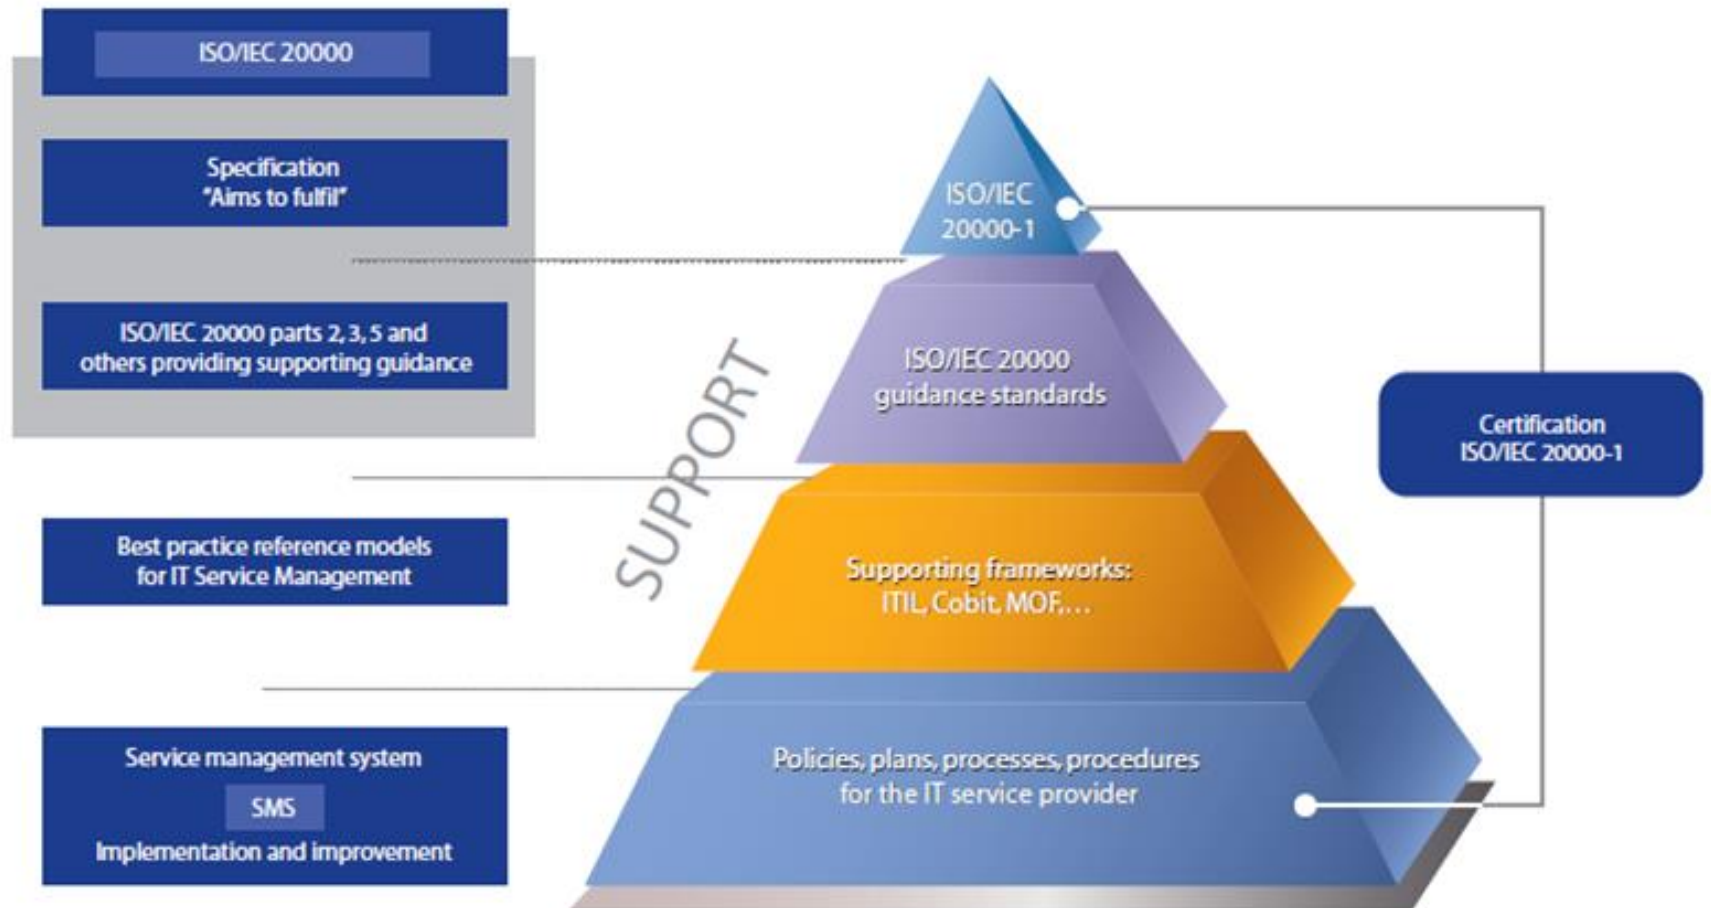 ISO/IEC 20000
Specification
"Aims to fulfil"
ISO/IEC 20000 parts 2, 3, 5 and
others providing supporting guidance
Best practice reference models
for IT Service Management
Service management system
SMS
Implementation and improvement
SUPPORT
ISO/IEC
20000-1
ISO/IEC 20000
guidance standards
Supporting frameworks:
ITIL, Cobit, MOF,...
Policies, plans, processes, procedures
for the IT service provider
Certification
ISO/IEC 20000-1